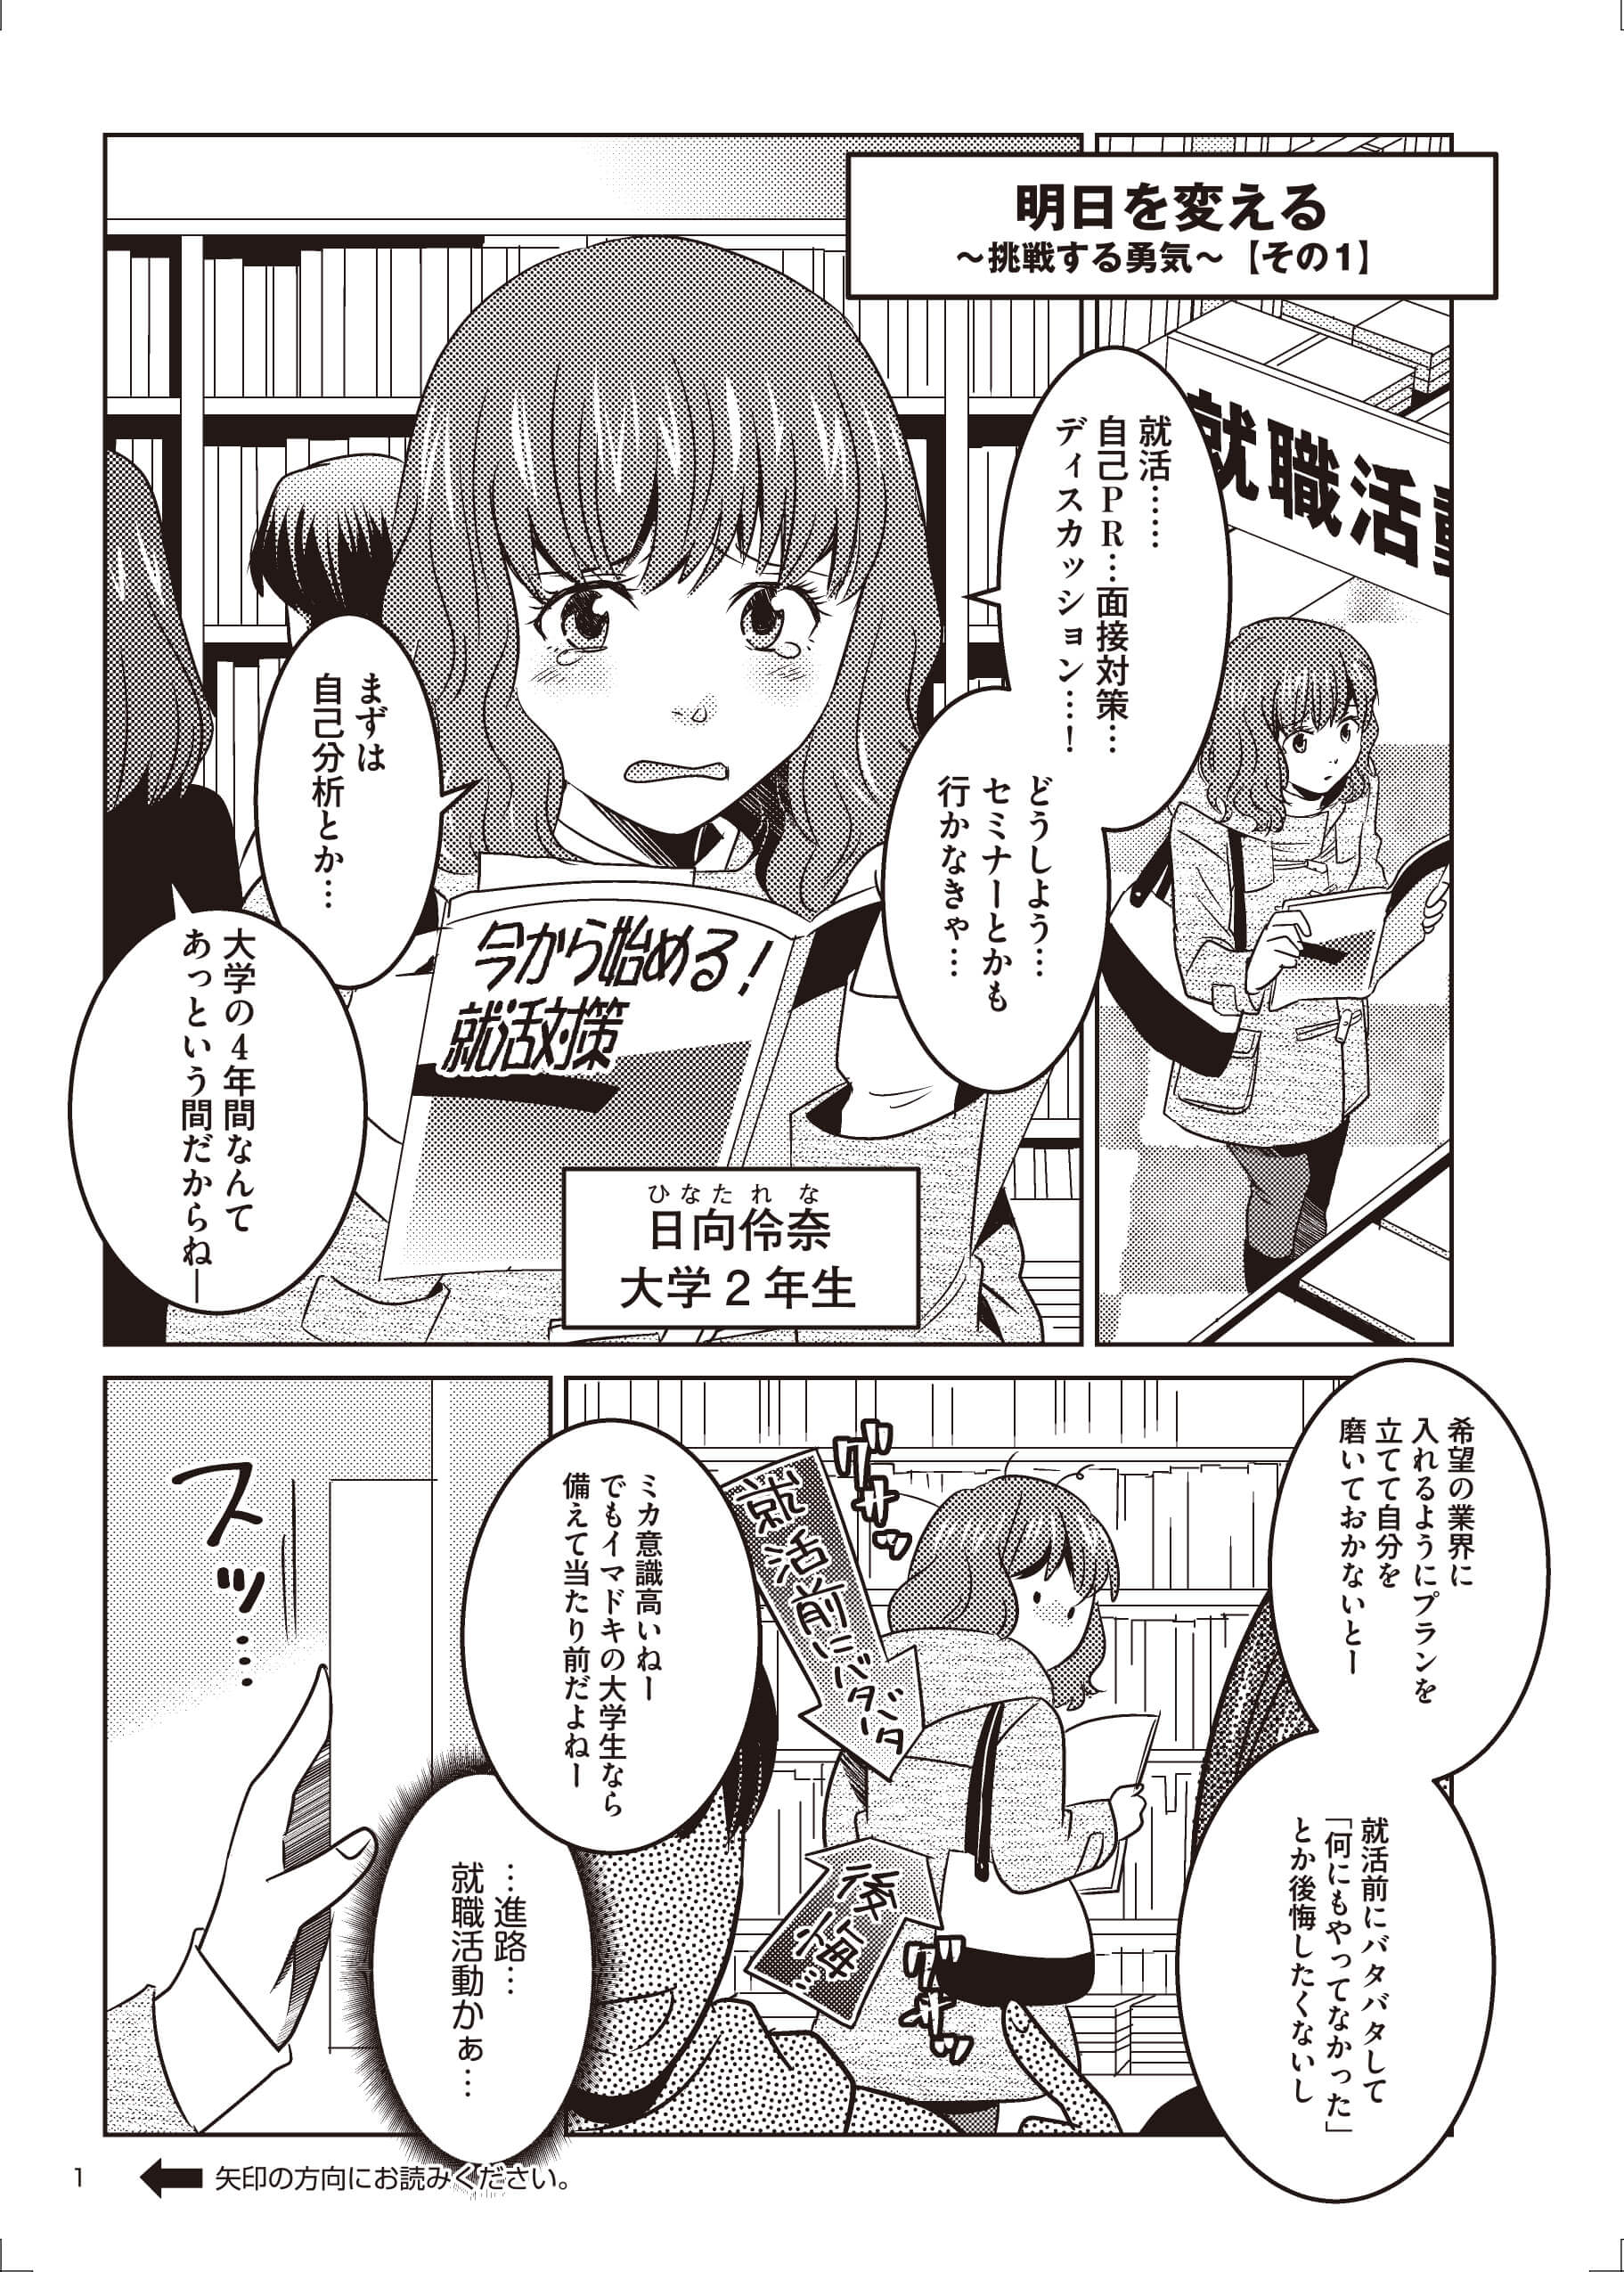 明日を変える
～挑戦する勇気～【その1】
就職活動
就活……
自己PR…面接対策…
ディスカッション…！
どうしよう…
セミナーとかも
行かなきゃ…
今から始める！
就活対策
まずは
自己分析とか…
大学の4年間なんて
あっという間だからねー
ひなた れ な
日向伶奈
大学2年生
希望の業界に
入れるようにプランを
立てて自分を
磨いておかないとー
就活前にバタバタして
「何にもやってなかった」
とか後悔したくないし
グサッ
就活前にバタバタ
後悔…
グサッ
ミカ意識高いねー
でもイマドキの大学生なら
備えて当たり前だよねー
…進路…
就職活動かぁ…
スッ…
1
矢印の方向にお読みください。